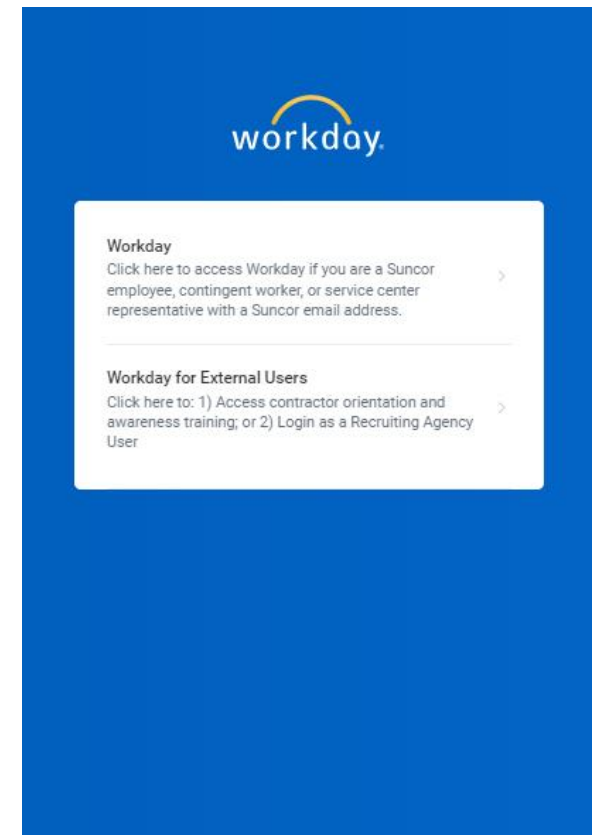 workday.
Workday
Click here to access Workday if you are a Suncor
employee, contingent worker, or service center
representative with a Suncor email address.
Workday for External Users
Click here to: 1) Access contractor orientation and
awareness training; or 2) Login as a Recruiting Agency
User